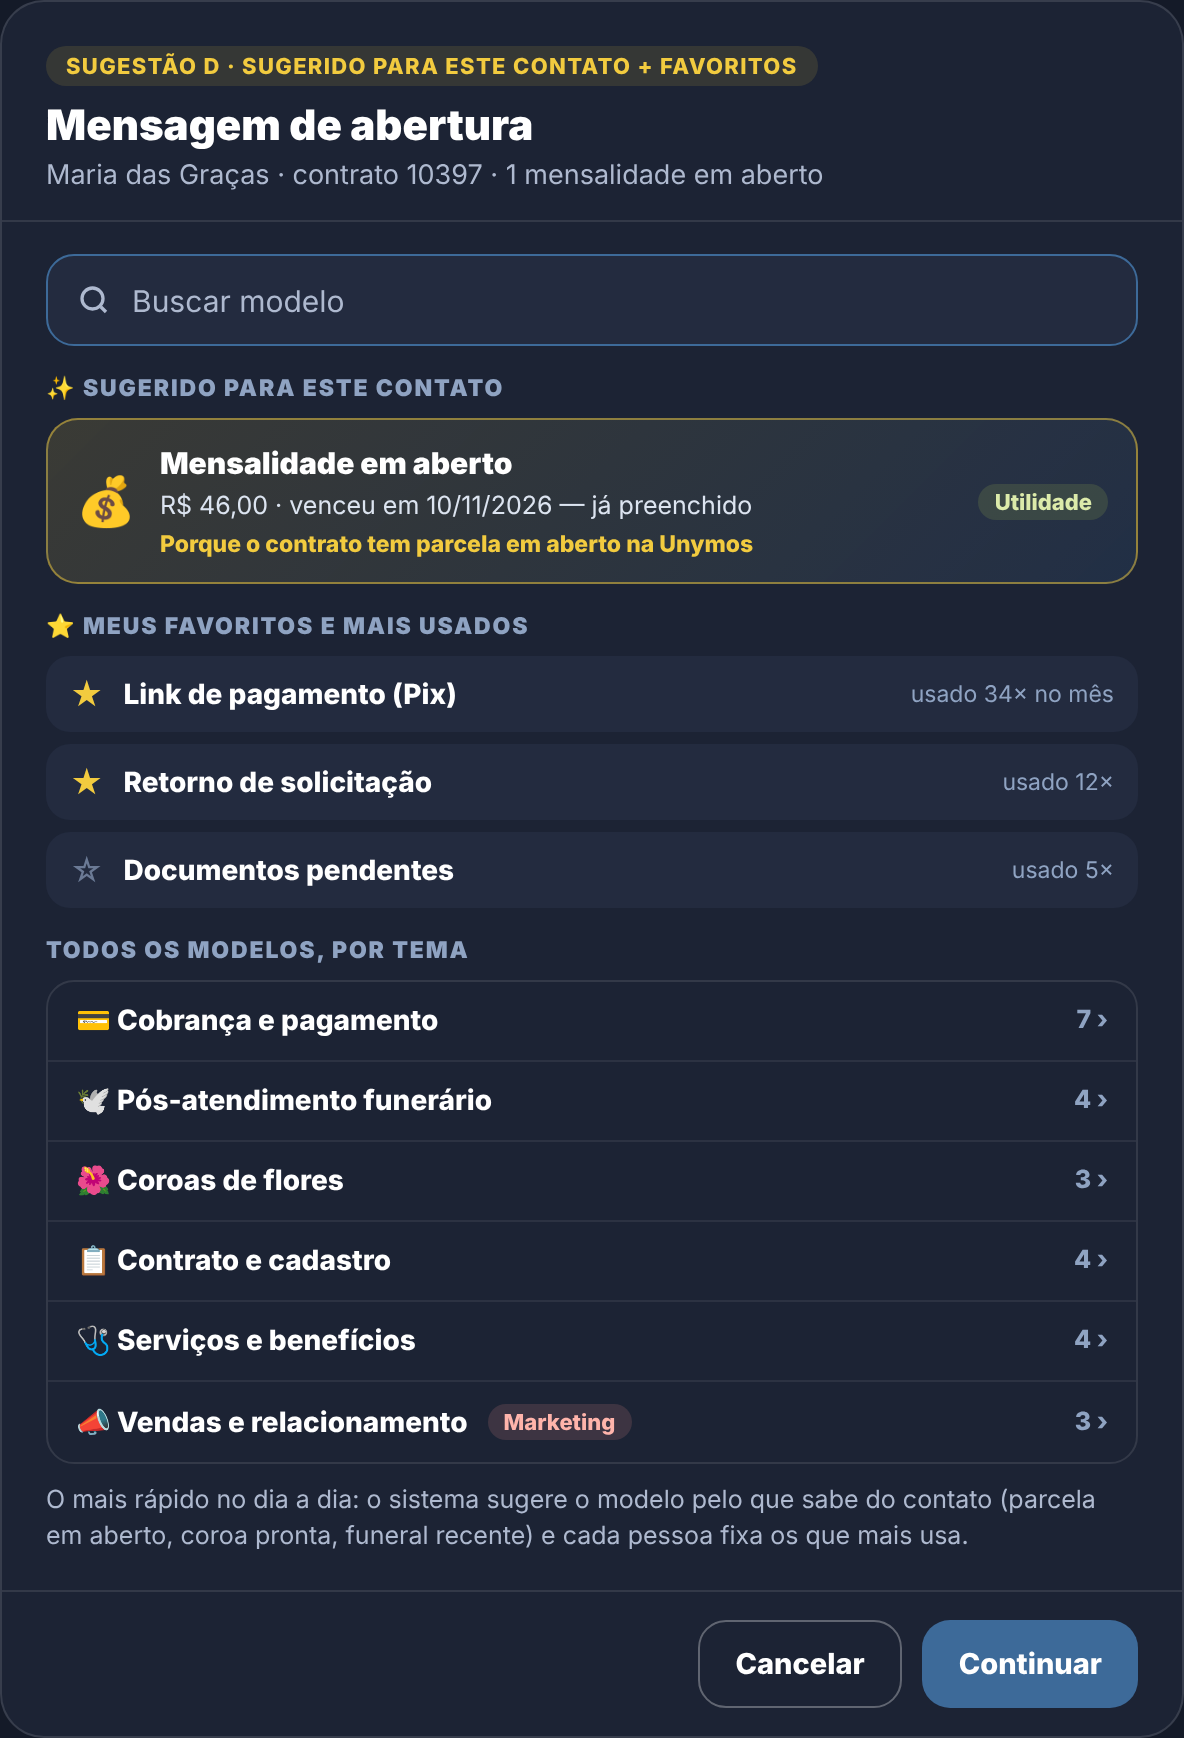 SUGESTÃO D · SUGERIDO PARA ESTE CONTATO + FAVORITOS
Mensagem de abertura
Maria das Graças · contrato 10397 · 1 mensalidade em aberto
Buscar modelo
✨ SUGERIDO PARA ESTE CONTATO
Mensalidade em aberto
R$ 46,00 · venceu em 10/11/2026 — já preenchido
Utilidade
Porque o contrato tem parcela em aberto na Unymos
⭐ MEUS FAVORITOS E MAIS USADOS
★ Link de pagamento (Pix) usado 34× no mês
★ Retorno de solicitação usado 12×
☆ Documentos pendentes usado 5×
TODOS OS MODELOS, POR TEMA
💳 Cobrança e pagamento 7 ›
🕊️ Pós-atendimento funerário 4 ›
🌺 Coroas de flores 3 ›
📋 Contrato e cadastro 4 ›
🩺 Serviços e benefícios 4 ›
📣 Vendas e relacionamento Marketing 3 ›
O mais rápido no dia a dia: o sistema sugere o modelo pelo que sabe do contato (parcela
em aberto, coroa pronta, funeral recente) e cada pessoa fixa os que mais usa.
Cancelar Continuar